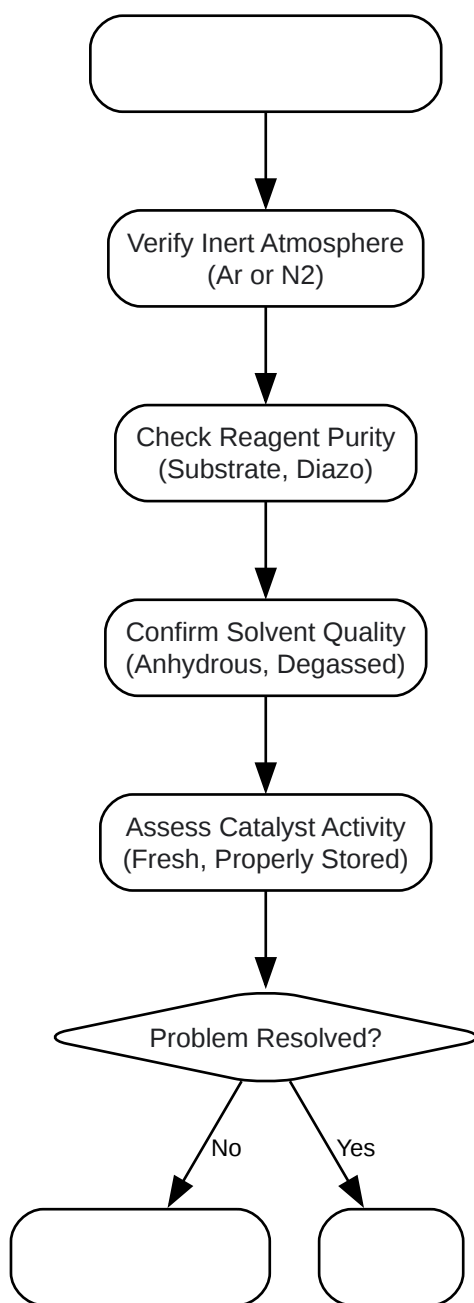 Verify Inert Atmosphere
(Ar or N2)
Check Reagent Purity
(Substrate, Diazo)
Confirm Solvent Quality
(Anhydrous, Degassed)
Assess Catalyst Activity
(Fresh, Properly Stored)
Problem Resolved?
No
Yes